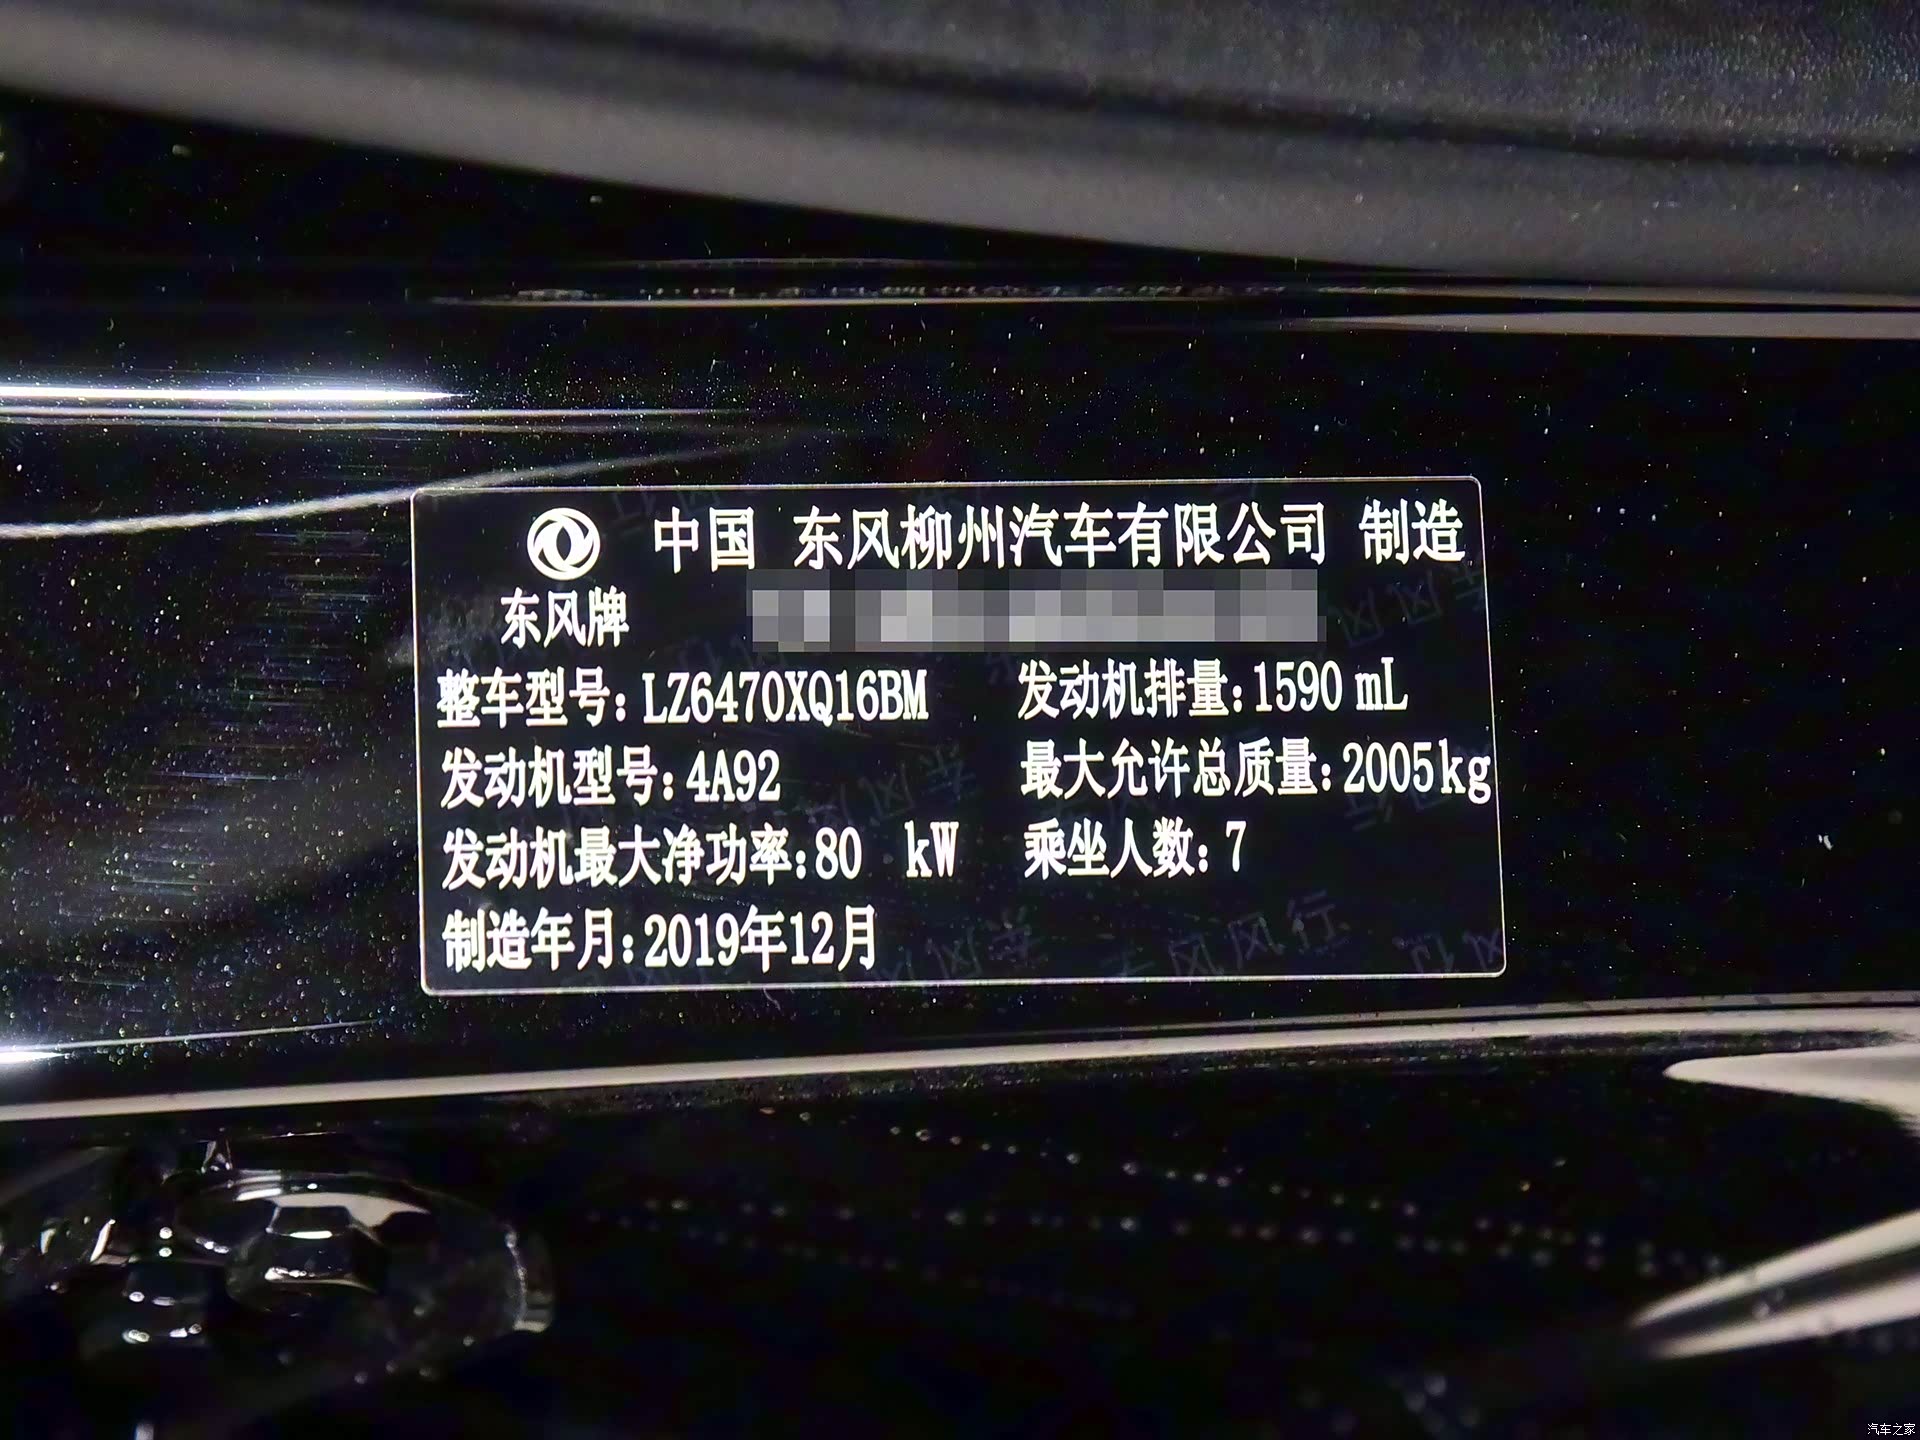 中国 东风柳州汽车有限公司 制造
东风牌
整车型号: LZ6470XQ16BM 发动机排量: 1590 mL
发动机型号: 4A92 最大允许总质量: 2005kg
发动机最大净功率: 80 kW 乘坐人数: 7
制造年月: 2019年12月
汽车之家